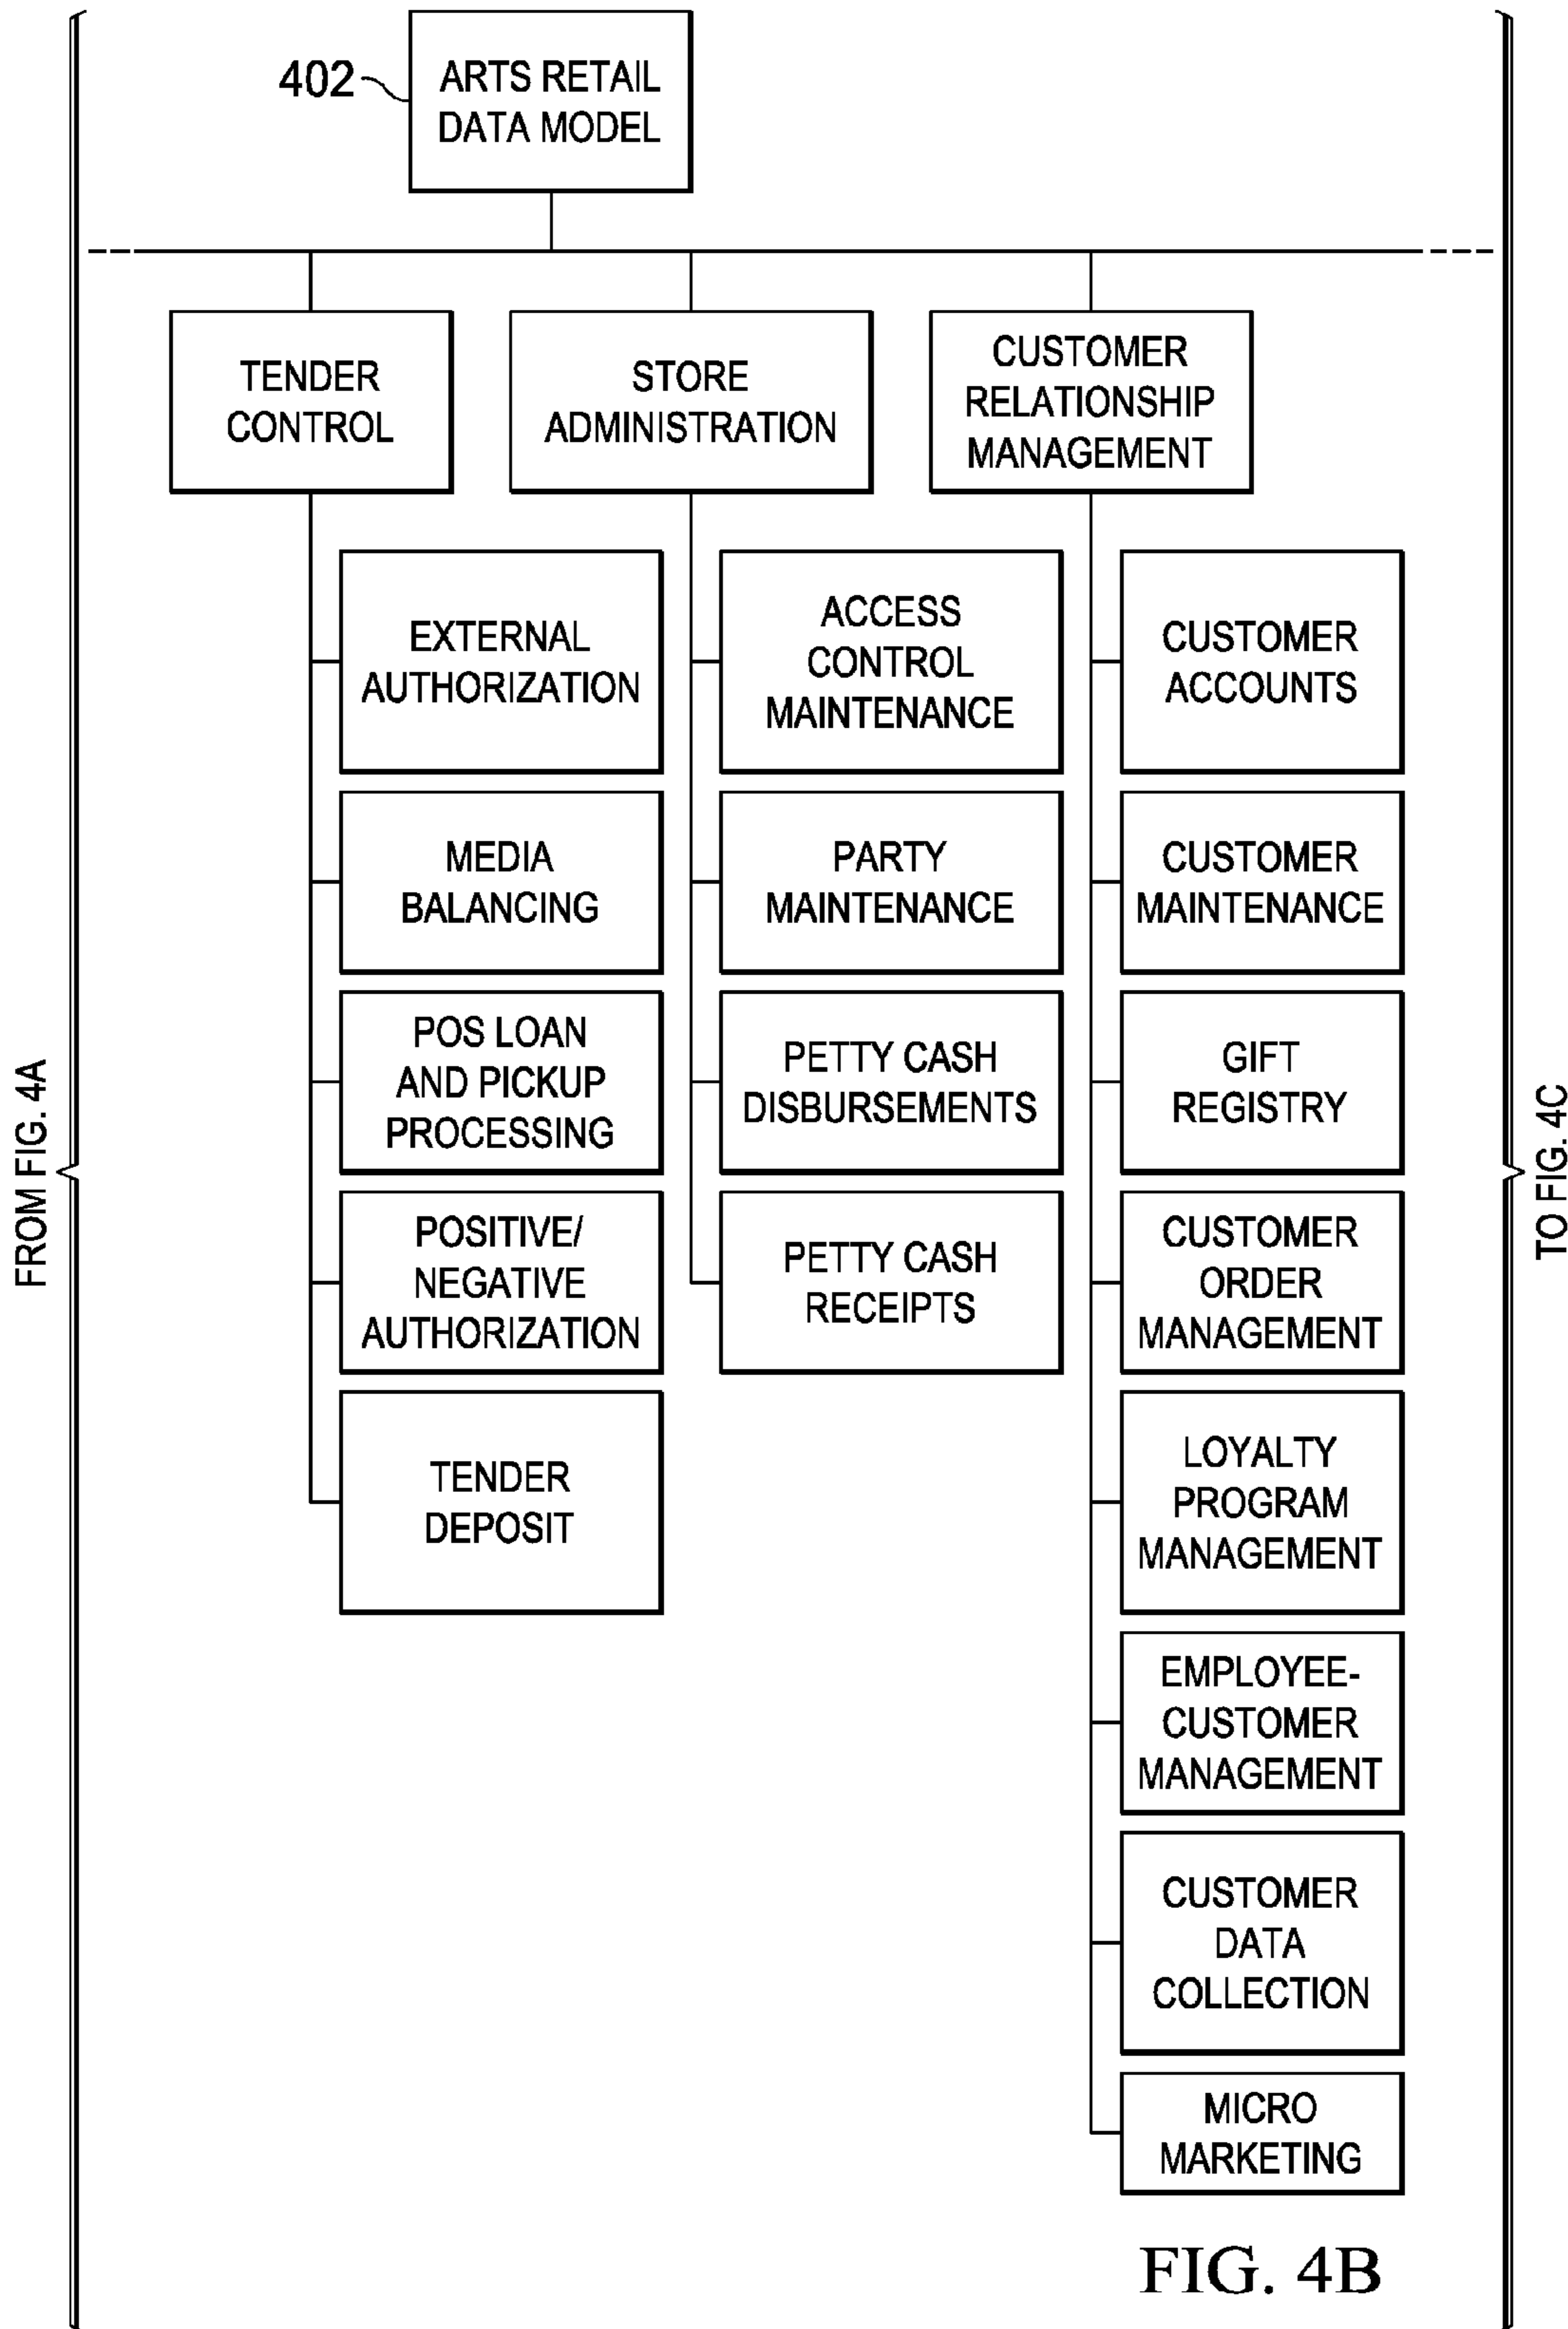 402
ARTS RETAIL
DATA MODEL
TENDER
CONTROL
STORE
ADMINISTRATION
CUSTOMER
RELATIONSHIP
MANAGEMENT
EXTERNAL
AUTHORIZATION
MEDIA
BALANCING
POS LOAN
AND PICKUP
PROCESSING
POSITIVE/
NEGATIVE
AUTHORIZATION
TENDER
DEPOSIT
ACCESS
CONTROL
MAINTENANCE
PARTY
MAINTENANCE
PETTY CASH
DISBURSEMENTS
PETTY CASH
RECEIPTS
CUSTOMER
ACCOUNTS
CUSTOMER
MAINTENANCE
GIFT
REGISTRY
CUSTOMER
ORDER
MANAGEMENT
LOYALTY
PROGRAM
MANAGEMENT
EMPLOYEE-
CUSTOMER
MANAGEMENT
CUSTOMER
DATA
COLLECTION
MICRO
MARKETING
FROM FIG. 4A
TO FIG. 4C
FIG. 4B